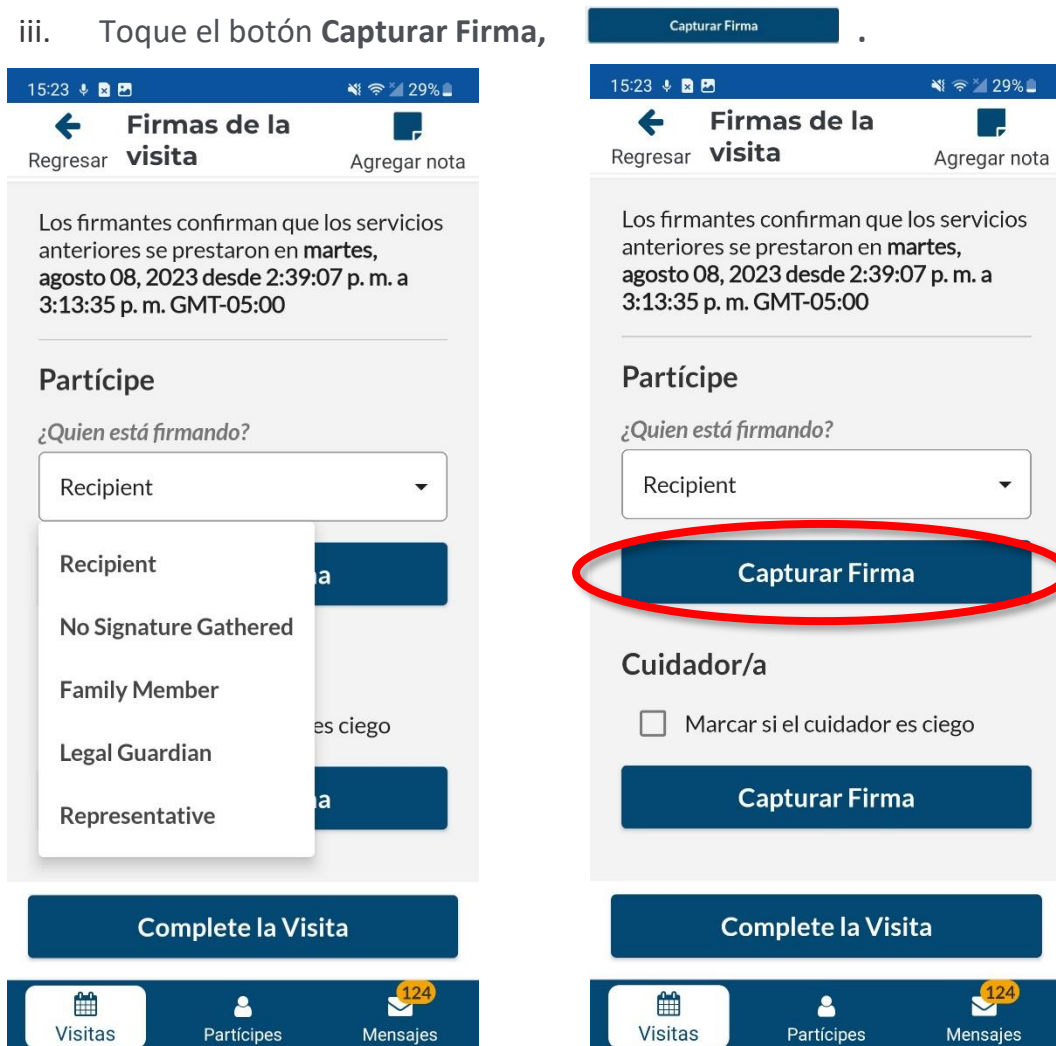 iii. Toque el botón Capturar Firma, Capturar Firma .
15:23 29%
Firmas de la
Regresar visita Agregar nota
Los firmantes confirman que los servicios
anteriores se prestaron en martes,
agosto 08, 2023 desde 2:39:07 p. m. a
3:13:35 p. m. GMT-05:00
Partícipe
¿Quien está firmando?
Recipient
Recipient
a
No Signature Gathered
Family Member
es ciego
Legal Guardian
a
Representative
Complete la Visita
124
Visitas Partícipes Mensajes
15:23 29%
Firmas de la
Regresar visita Agregar nota
Los firmantes confirman que los servicios
anteriores se prestaron en martes,
agosto 08, 2023 desde 2:39:07 p. m. a
3:13:35 p. m. GMT-05:00
Partícipe
¿Quien está firmando?
Recipient
Capturar Firma
Cuidador/a
Marcar si el cuidador es ciego
Capturar Firma
Complete la Visita
124
Visitas Partícipes Mensajes